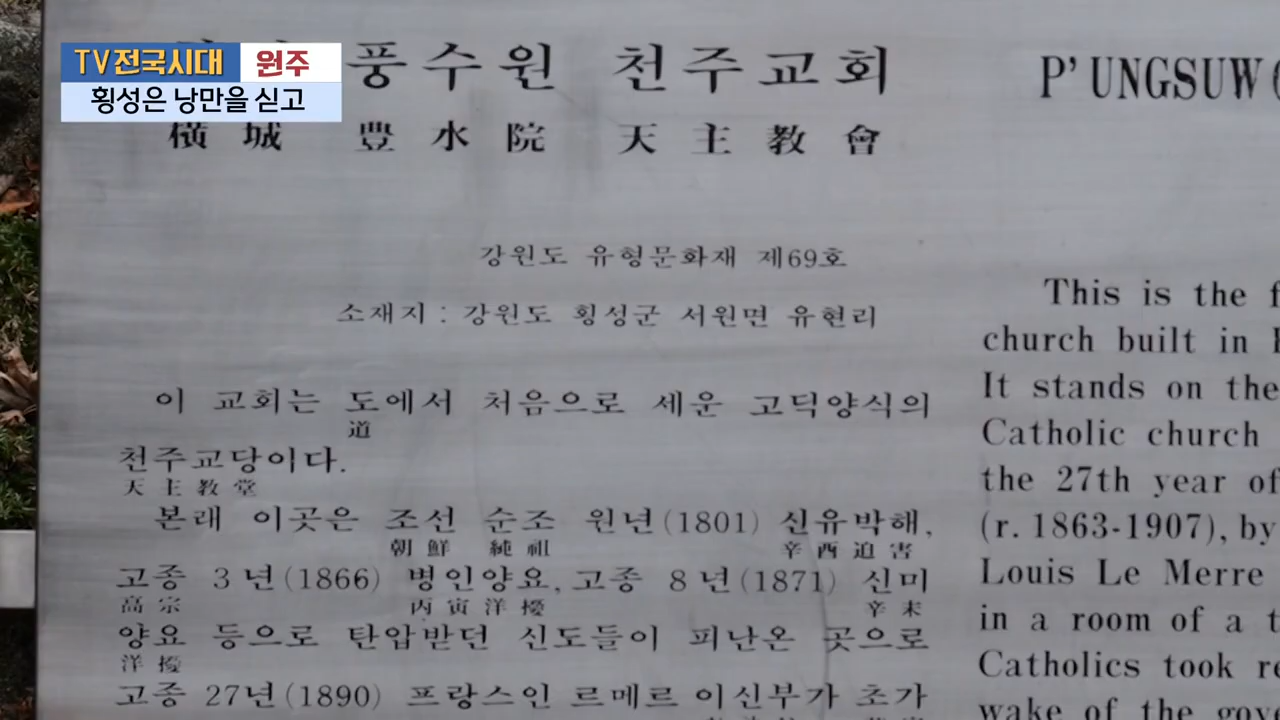 TV전국시대 원주
횡성은 낭만을 싣고
풍수원 천주교회
橫城 豐水院 天主教會
강원도 유형문화재 제69호
소재지 : 강원도 횡성군 서원면 유현리
이 교회는 도에서 처음으로 세운 고딕양식의
道
천주교당이다.
天主教堂
본래 이곳은 조선 순조 원년(1801) 신유박해,
朝鮮 純祖 辛酉迫害
고종 3년(1866) 병인양요, 고종 8년(1871) 신미
高宗 丙寅洋擾 辛未
양요 등으로 탄압받던 신도들이 피난온 곳으로
洋擾
고종 27년(1890) 프랑스인 르메르 이신부가 초가
P'UNGSUW
This is the
church built in
It stands on the
Catholic church
the 27th year of
(r. 1863-1907), by
Louis Le Merre
in a room of a
Catholics took
wake of the